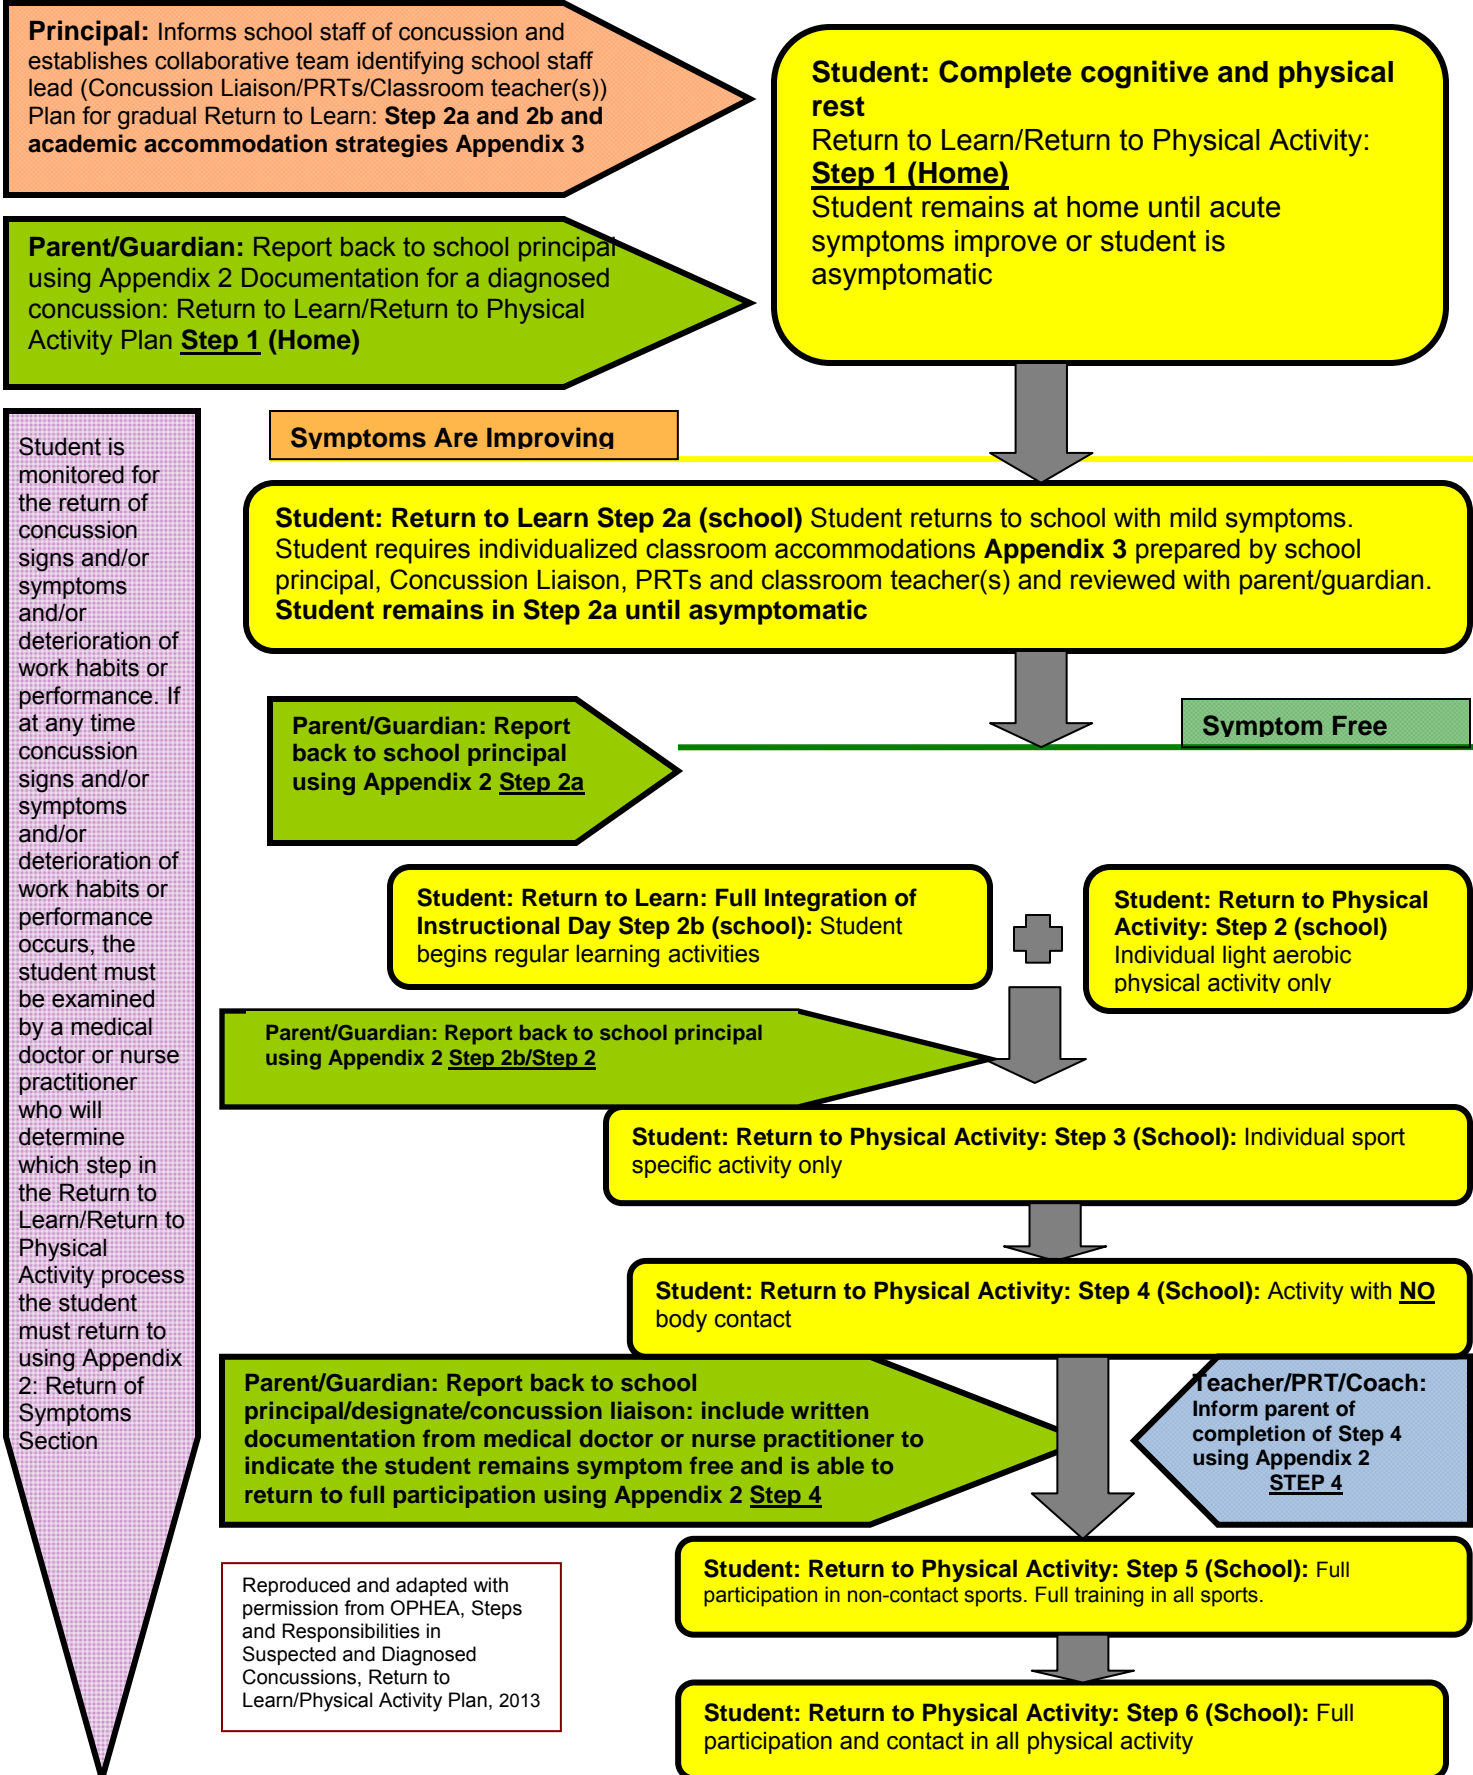 Principal: Informs school staff of concussion and
establishes collaborative team identifying school staff
lead (Concussion Liaison/PRTs/Classroom teacher(s))
Plan for gradual Return to Learn: Step 2a and 2b and
academic accommodation strategies Appendix 3
Student: Complete cognitive and physical
rest
Return to Learn/Return to Physical Activity:
Step 1 (Home)
Student remains at home until acute
symptoms improve or student is
asymptomatic
Parent/Guardian: Report back to school principal
using Appendix 2 Documentation for a diagnosed
concussion: Return to Learn/Return to Physical
Activity Plan Step 1 (Home)
Student is
monitored for
the return of
concussion
signs and/or
symptoms
and/or
deterioration of
work habits or
performance. If
at any time
concussion
signs and/or
symptoms
and/or
deterioration of
work habits or
performance
occurs, the
student must
be examined
by a medical
doctor or nurse
practitioner
who will
determine
which step in
the Return to
Learn/Return to
Physical
Activity process
the student
must return to
using Appendix
2: Return of
Symptoms
Section
Symptoms Are Improving
Student: Return to Learn Step 2a (school) Student returns to school with mild symptoms.
Student requires individualized classroom accommodations Appendix 3 prepared by school
principal, Concussion Liaison, PRTs and classroom teacher(s) and reviewed with parent/guardian.
Student remains in Step 2a until asymptomatic
Parent/Guardian: Report
back to school principal
using Appendix 2 Step 2a
Symptom Free
Student: Return to Learn: Full Integration of
Instructional Day Step 2b (school): Student
begins regular learning activities
Student: Return to Physical
Activity: Step 2 (school)
Individual light aerobic
physical activity only
Parent/Guardian: Report back to school principal
using Appendix 2 Step 2b/Step 2
Student: Return to Physical Activity: Step 3 (School): Individual sport
specific activity only
Student: Return to Physical Activity: Step 4 (School): Activity with NO
body contact
Parent/Guardian: Report back to school
principal/designate/concussion liaison: include written
documentation from medical doctor or nurse practitioner to
indicate the student remains symptom free and is able to
return to full participation using Appendix 2 Step 4
Teacher/PRT/Coach:
Inform parent of
completion of Step 4
using Appendix 2
STEP 4
Student: Return to Physical Activity: Step 5 (School): Full
participation in non-contact sports. Full training in all sports.
Reproduced and adapted with
permission from OPHEA, Steps
and Responsibilities in
Suspected and Diagnosed
Concussions, Return to
Learn/Physical Activity Plan, 2013
Student: Return to Physical Activity: Step 6 (School): Full
participation and contact in all physical activity